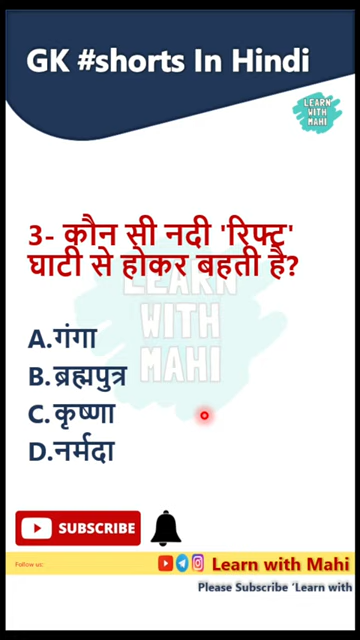 GK #shorts In Hindi
LEARN
WITH
MAHI
3- कौन सी नदी 'रिफ्ट'
घाटी से होकर बहती है?
LEARN
WITH
MAHI
A.गंगा
B.ब्रह्मपुत्र
C.कृष्णा
D.नर्मदा
SUBSCRIBE
Follow us: Learn with Mahi
Please Subscribe 'Learn with